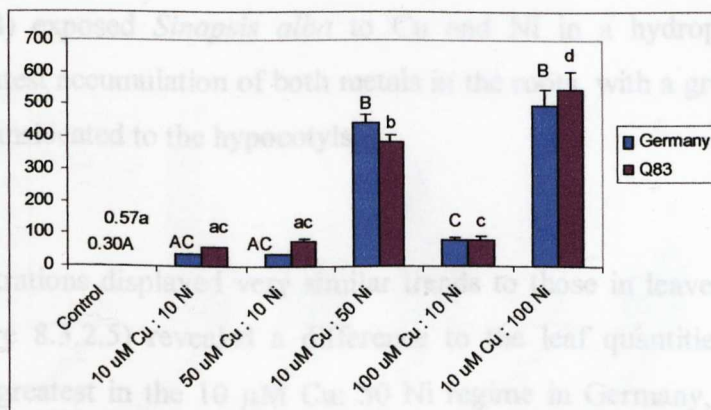 ) exposed Sinapsis alba to Cu and Ni in a hydrop
accumulation of both metals in the roots, with a gr
to the hypocotyls
700
600
500
400
300
200
100
0
0.57a
0.30A
AC ac
AC ac
B b
C c
B d
Germany
Q83
Control
10 uM Cu: : 10 Ni
50 uM Cu: : 10 Ni
10 uM Cu: : 50 Ni
100 uM Cu: : 10 Ni
10 uM Cu: : 100 Ni
displayed very similar trends to those in leave
8.3.2.5) revealed a difference to the leaf quantitie
greatest in the 10 µM Cu: 50 Ni regime in Germany,